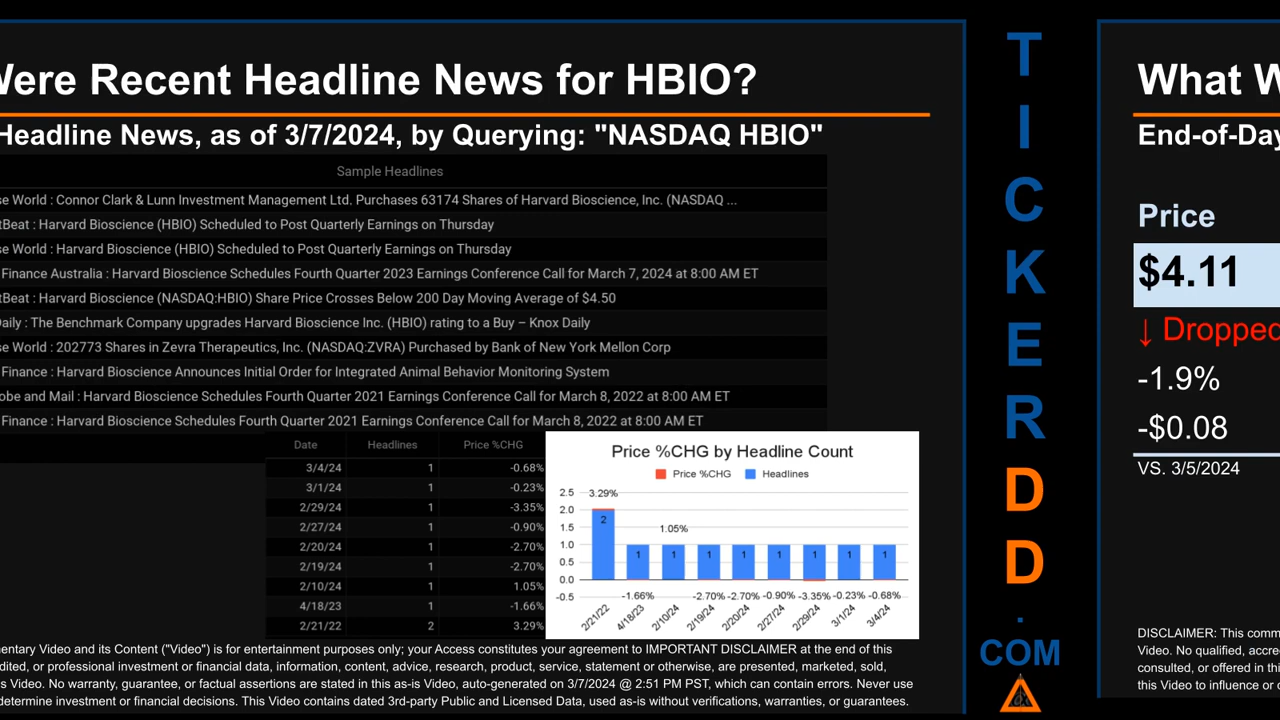 Were Recent Headline News for HBIO?
Headline News, as of 3/7/2024, by Querying: "NASDAQ HBIO"
Sample Headlines
se World : Connor Clark & Lunn Investment Management Ltd. Purchases 63174 Shares of Harvard Bioscience, Inc. (NASDAQ ...
tBeat : Harvard Bioscience (HBIO) Scheduled to Post Quarterly Earnings on Thursday
se World : Harvard Bioscience (HBIO) Scheduled to Post Quarterly Earnings on Thursday
Finance Australia : Harvard Bioscience Schedules Fourth Quarter 2023 Earnings Conference Call for March 7, 2024 at 8:00 AM ET
tBeat : Harvard Bioscience (NASDAQ:HBIO) Share Price Crosses Below 200 Day Moving Average of $4.50
Daily : The Benchmark Company upgrades Harvard Bioscience Inc. (HBIO) rating to a Buy – Knox Daily
se World : 202773 Shares in Zevra Therapeutics, Inc. (NASDAQ:ZVRA) Purchased by Bank of New York Mellon Corp
Finance : Harvard Bioscience Announces Initial Order for Integrated Animal Behavior Monitoring System
obe and Mail : Harvard Bioscience Schedules Fourth Quarter 2021 Earnings Conference Call for March 8, 2022 at 8:00 AM ET
Finance : Harvard Bioscience Schedules Fourth Quarter 2021 Earnings Conference Call for March 8, 2022 at 8:00 AM ET
Date Headlines Price %CHG
3/4/24 1 -0.68%
3/1/24 1 -0.23%
2/29/24 1 -3.35%
2/27/24 1 -0.90%
2/20/24 1 -2.70%
2/19/24 1 -2.70%
2/10/24 1 1.05%
4/18/23 1 -1.66%
2/21/22 2 3.29%
Price %CHG by Headline Count
Price %CHG Headlines
2.5
2.0
1.5
1.0
0.5
0.0
-0.5
3.29% 1.05%
2 1 1 1 1 1 1 1 1
-1.66% -2.70% -2.70% -0.90% -3.35% -0.23% -0.68%
2/21/22 4/18/23 2/10/24 2/19/24 2/20/24 2/27/24 2/29/24 3/1/24 3/4/24
mentary Video and its Content ("Video") is for entertainment purposes only; your Access constitutes your agreement to IMPORTANT DISCLAIMER at the end of this
dited, or professional investment or financial data, information, content, advice, research, product, service, statement or otherwise, are presented, marketed, sold,
s Video. No warranty, guarantee, or factual assertions are stated in this as-is Video, auto-generated on 3/7/2024 @ 2:51 PM PST, which can contain errors. Never use
determine investment or financial decisions. This Video contains dated 3rd-party Public and Licensed Data, used as-is without verifications, warranties, or guarantees.
TICKERDD.COM
What W
End-of-Day
Price
$4.11
↓ Dropped
-1.9%
-$0.08
VS. 3/5/2024
DISCLAIMER: This comm
Video. No qualified, accre
consulted, or offered in thi
this Video to influence or d